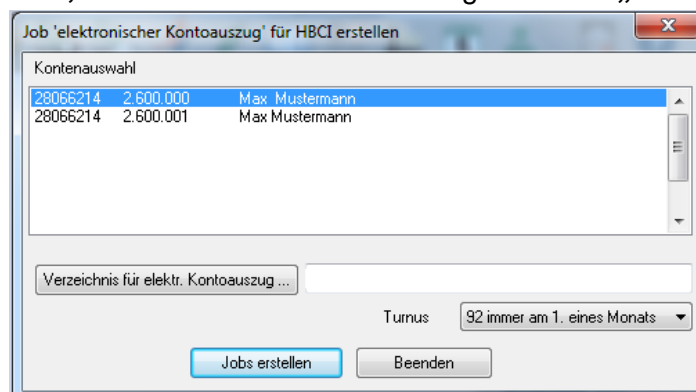 Job 'elektronischer Kontoauszug' für HBCI erstellen
Kontenauswahl
28066214 2.600.000 Max Mustermann
28066214 2.600.001 Max Mustermann
Verzeichnis für elektr. Kontoauszug ...
Turnus 92 immer am 1. eines Monats
Jobs erstellen Beenden